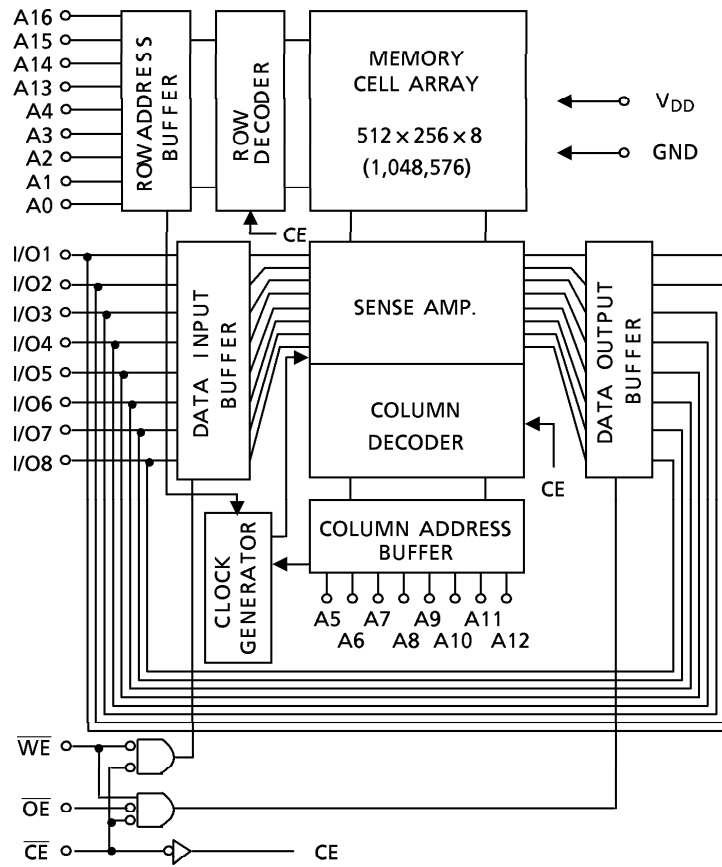 A16
A15
A14
A13
A4
A3
A2
A1
A0
ROW ADDRESS
BUFFER
ROW
DECODER
MEMORY
CELL ARRAY
512 × 256 × 8
(1,048,576)
V_DD
GND
CE
I/O1
I/O2
I/O3
I/O4
I/O5
I/O6
I/O7
I/O8
DATA INPUT
BUFFER
SENSE AMP.
COLUMN
DECODER
DATA OUTPUT
BUFFER
CE
CLOCK
GENERATOR
COLUMN ADDRESS
BUFFER
A5 A7 A9 A11
A6 A8 A10 A12
W̅E̅
O̅E̅
C̅E̅
CE